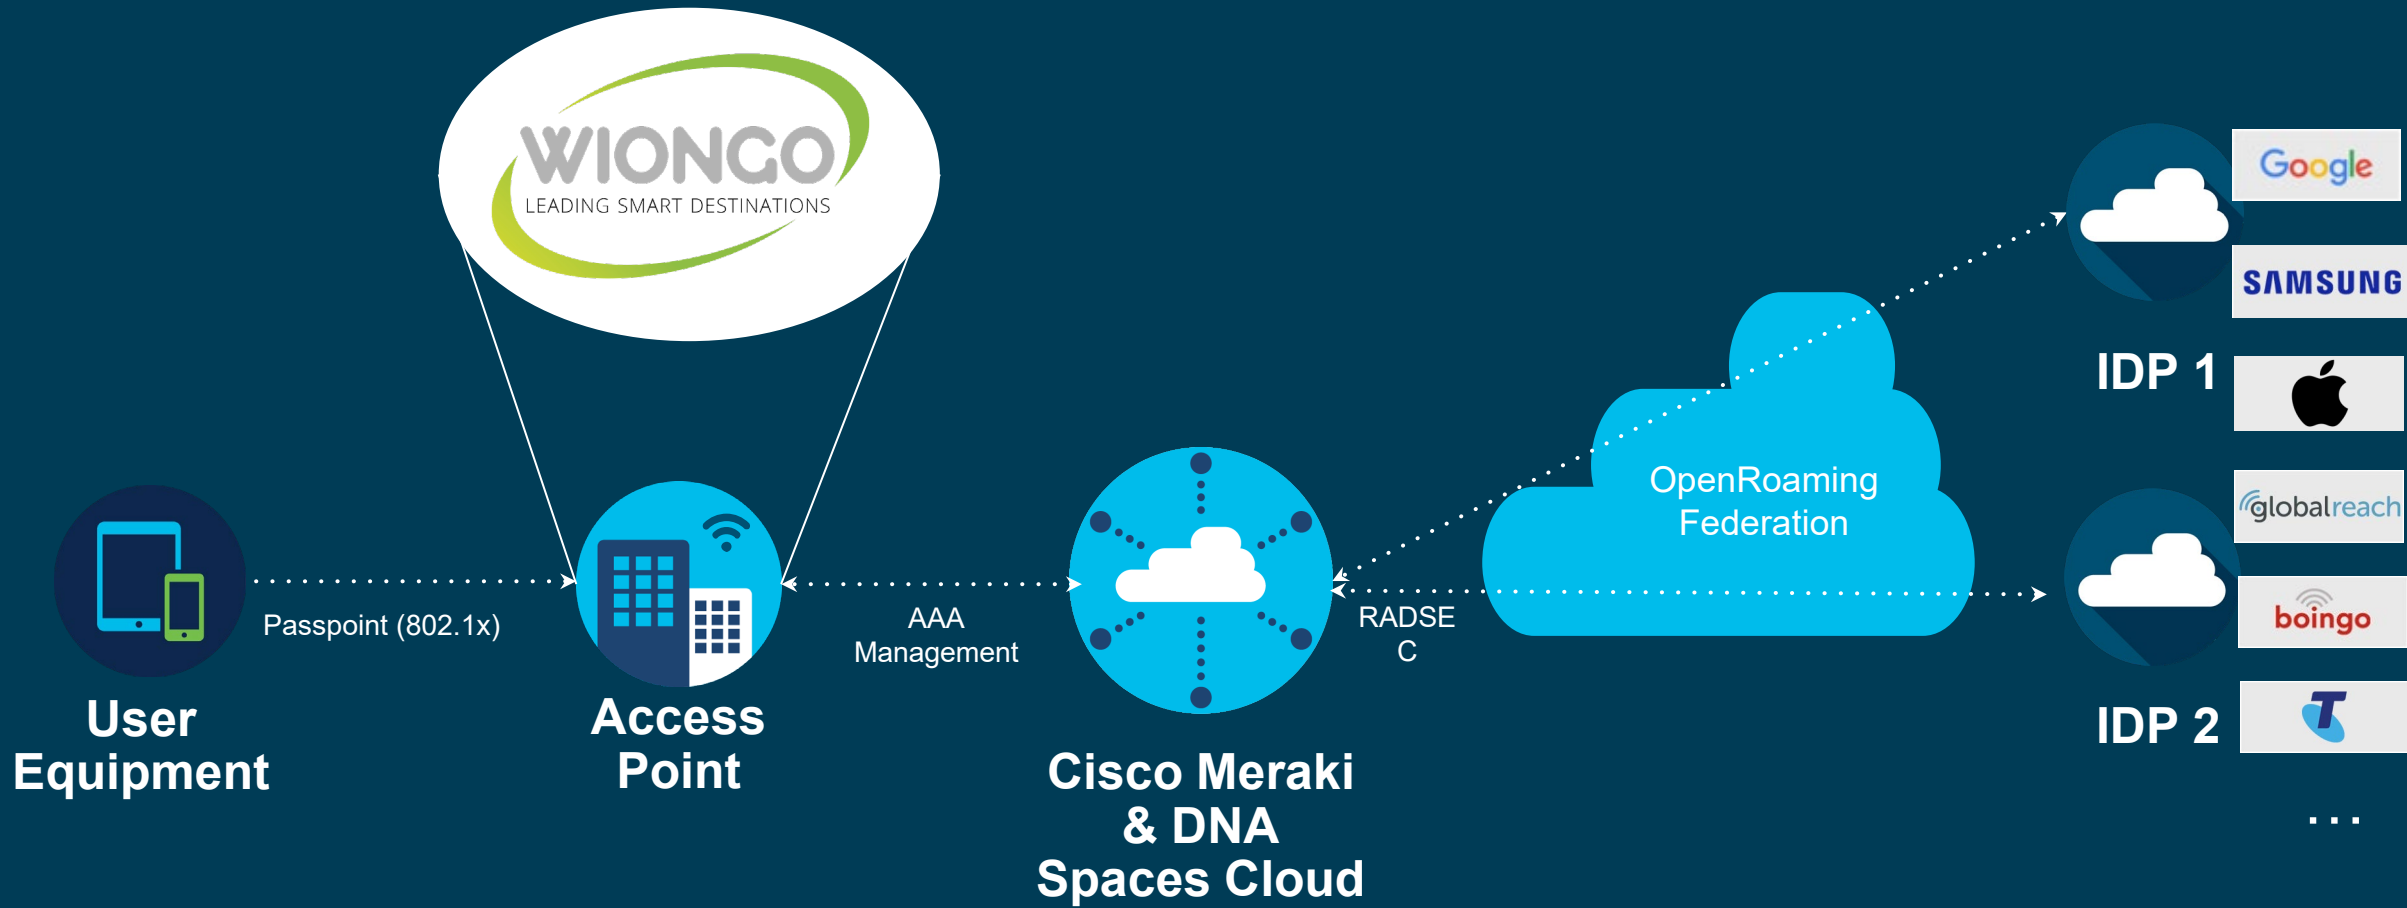 WIONGO
LEADING SMART DESTINATIONS
Passpoint (802.1x)
User
Equipment
Access
Point
AAA
Management
Cisco Meraki
& DNA
Spaces Cloud
RADSE
C
OpenRoaming
Federation
Google
SAMSUNG
IDP 1
globalreach
boingo
T
IDP 2
...